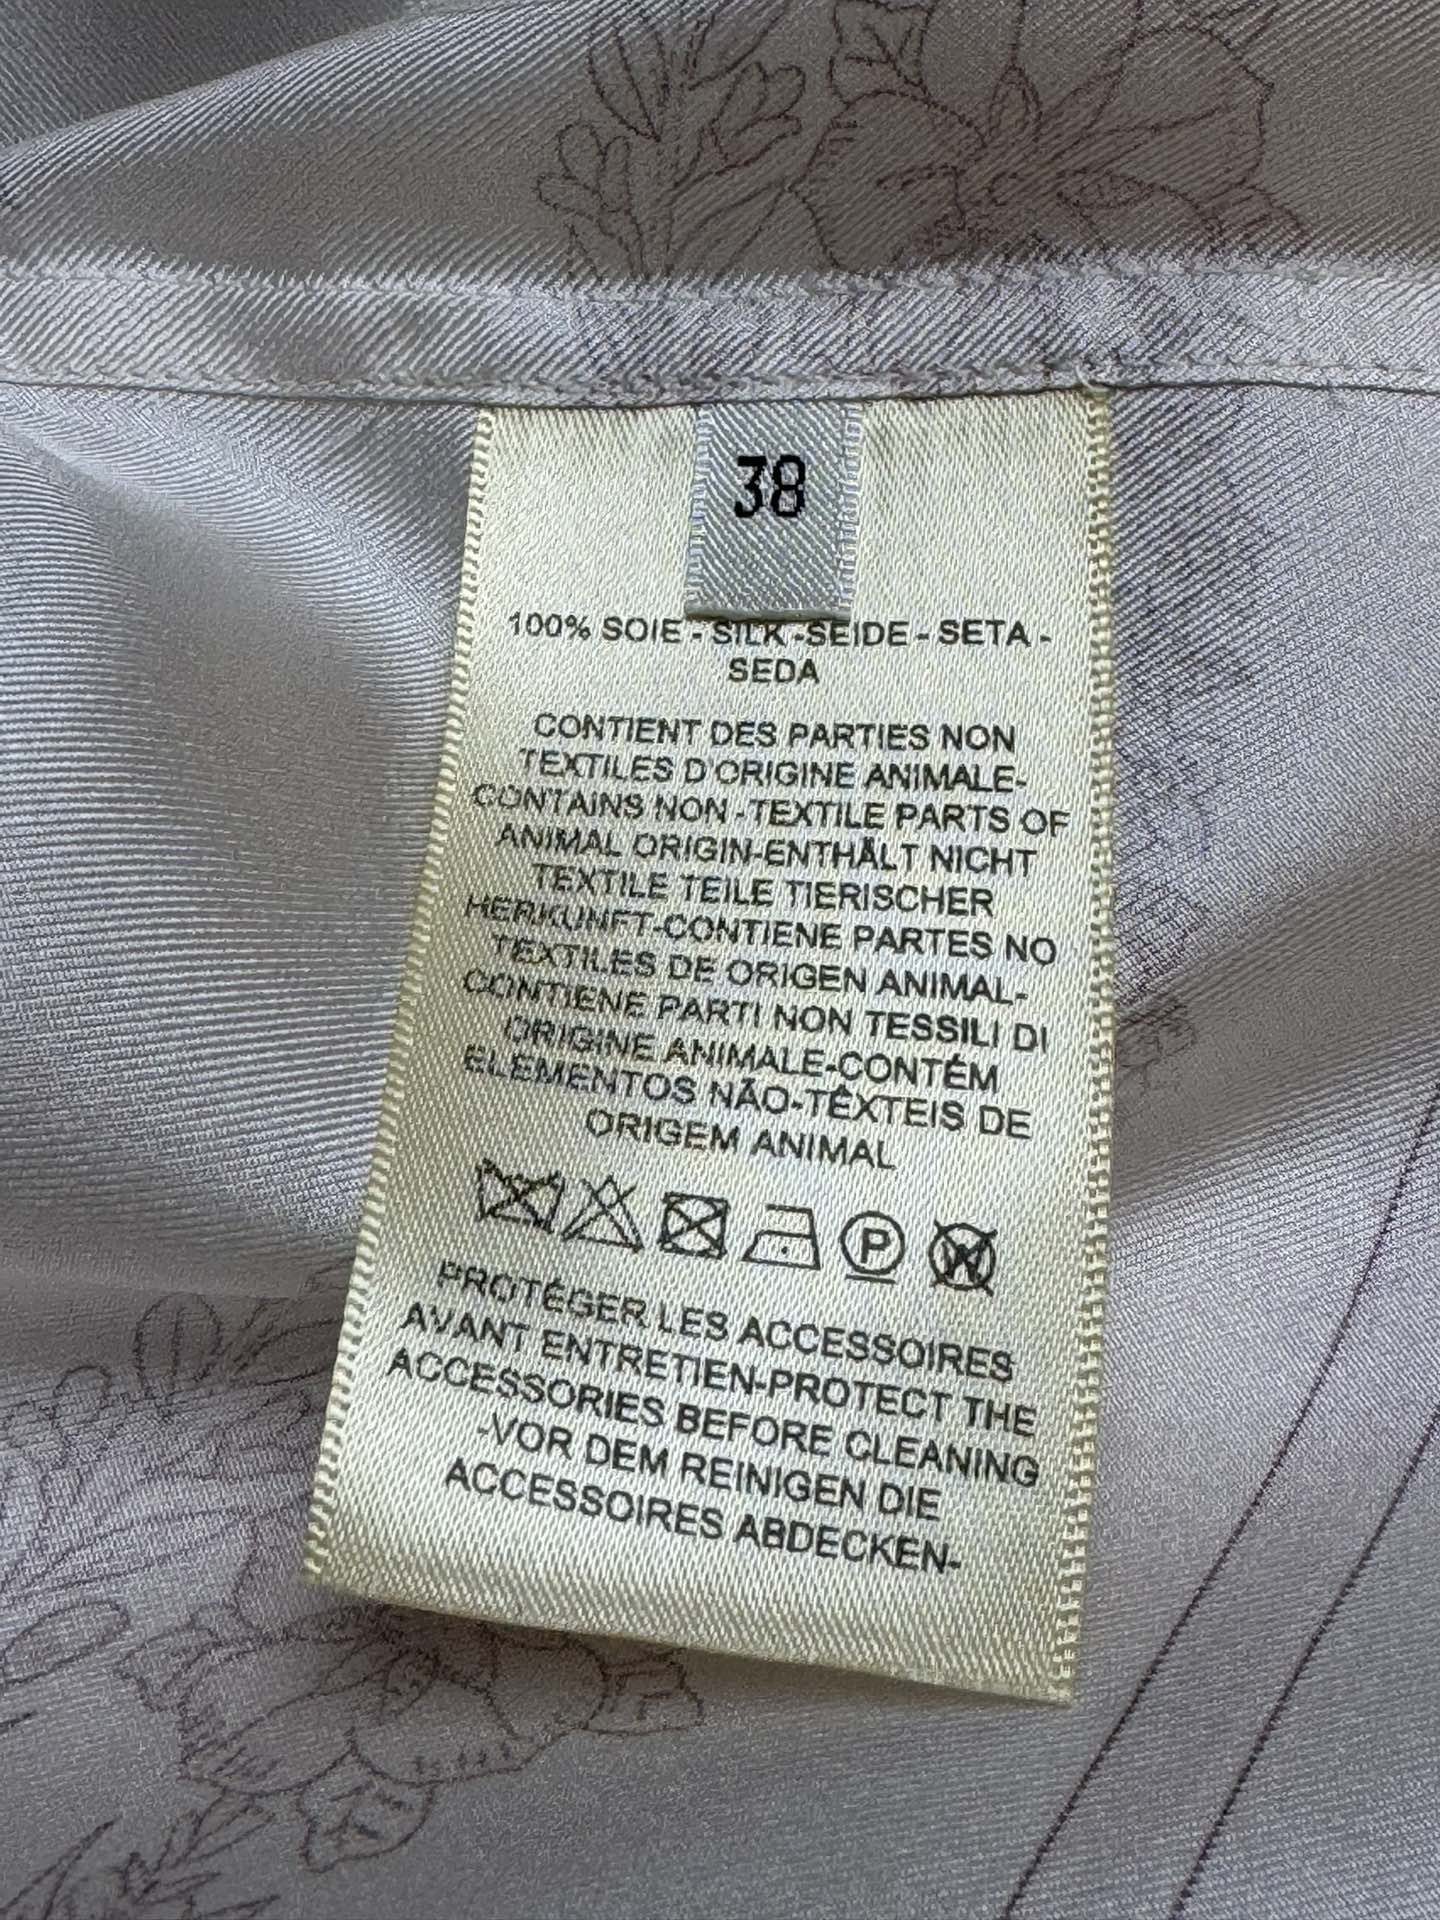 38
100% SOIE - SILK -SEIDE - SETA -
SEDA
CONTIENT DES PARTIES NON
TEXTILES D'ORIGINE ANIMALE-
CONTAINS NON -TEXTILE PARTS OF
ANIMAL ORIGIN-ENTHÄLT NICHT
TEXTILE TEILE TIERISCHER
HERKUNFT-CONTIENE PARTES NO
TEXTILES DE ORIGEN ANIMAL-
CONTIENE PARTI NON TESSILI DI
ORIGINE ANIMALE-CONTÉM
ELEMENTOS NÃO-TÊXTEIS DE
ORIGEM ANIMAL
P W
PROTÉGER LES ACCESSOIRES
AVANT ENTRETIEN-PROTECT THE
ACCESSORIES BEFORE CLEANING
-VOR DEM REINIGEN DIE
ACCESSOIRES ABDECKEN-